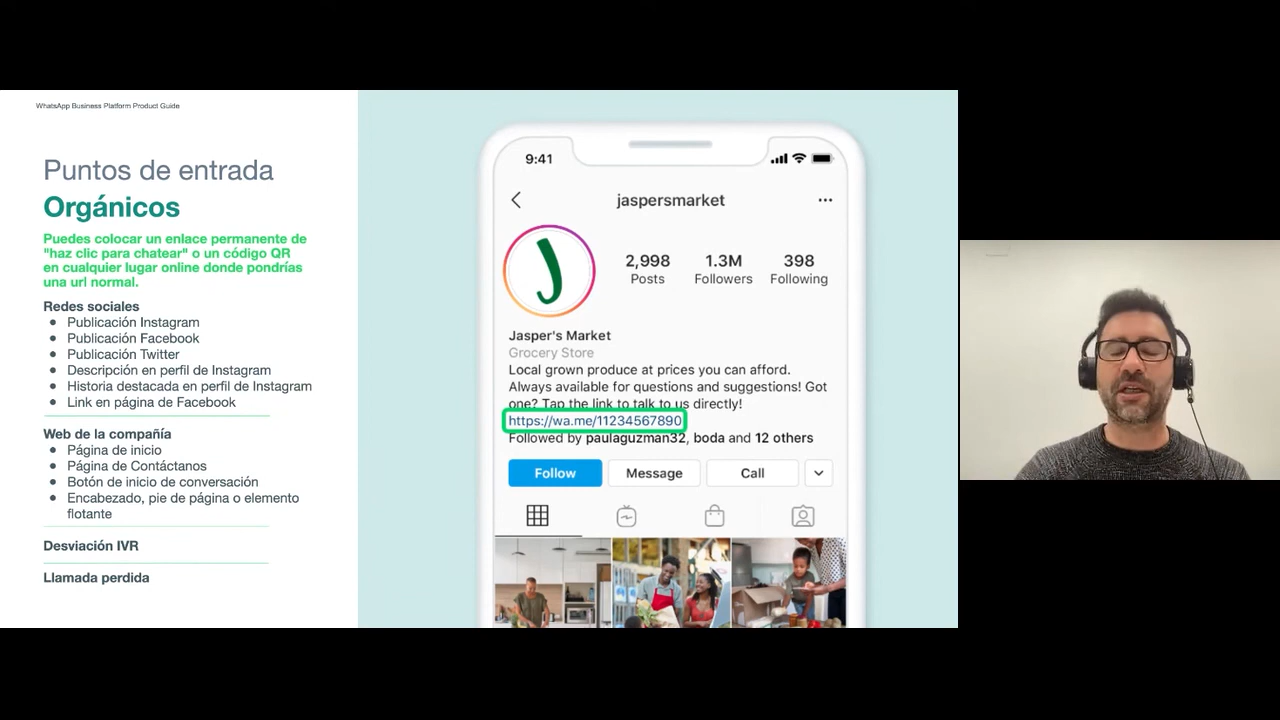 WhatsApp Business Platform Product Guide
Puntos de entrada
Orgánicos
Puedes colocar un enlace permanente de
"haz clic para chatear" o un código QR
en cualquier lugar online donde pondrías
una url normal.
Redes sociales
● Publicación Instagram
● Publicación Facebook
● Publicación Twitter
● Descripción en perfil de Instagram
● Historia destacada en perfil de Instagram
● Link en página de Facebook
Web de la compañía
● Página de inicio
● Página de Contáctanos
● Botón de inicio de conversación
● Encabezado, pie de página o elemento
flotante
Desviación IVR
Llamada perdida
9:41
jaspersmarket
J
2,998 1.3M 398
Posts Followers Following
Jasper's Market
Grocery Store
Local grown produce at prices you can afford.
Always available for questions and suggestions! Got
one? Tap the link to talk to us directly!
https://wa.me/11234567890
Followed by paulaguzman32, boda and 12 others
Follow Message Call